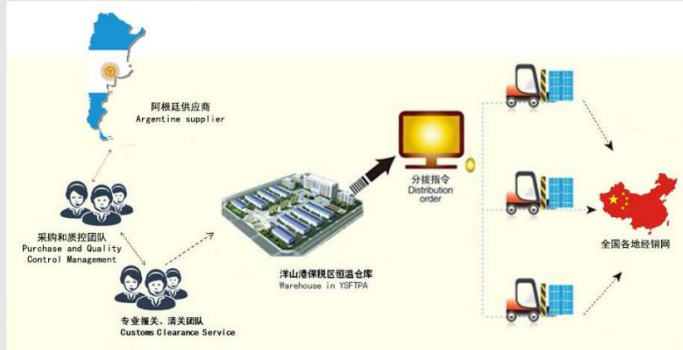 阿根廷供应商
Argentine supplier
采购和质控团队
Purchase and Quality
Control Management
专业报关、清关团队
Customs Clearance Service
洋山港保税区恒温仓库
Warehouse in YSFTPA
分拨指令
Distribution
order
全国各地经销网